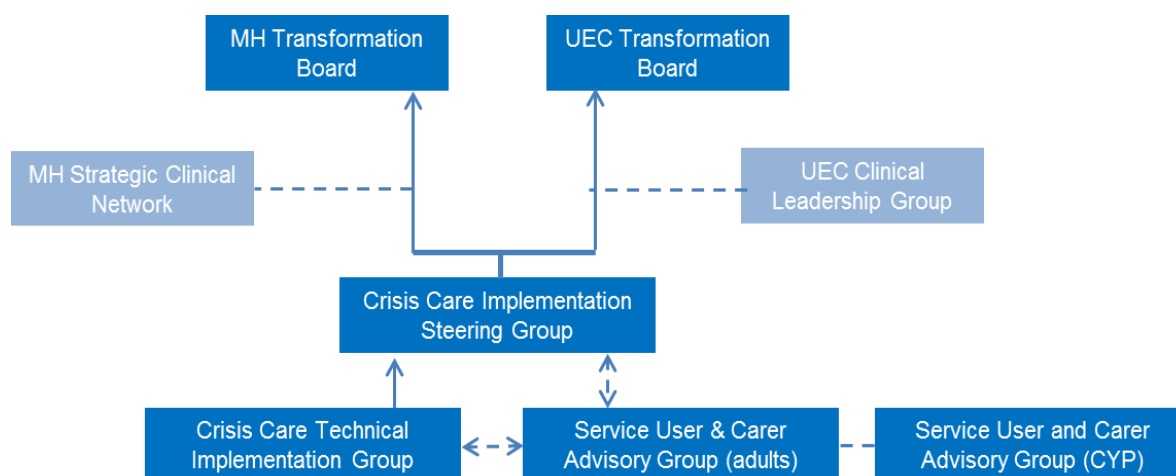 MH Transformation
Board
UEC Transformation
Board
MH Strategic Clinical
Network
UEC Clinical
Leadership Group
Crisis Care Implementation
Steering Group
Crisis Care Technical
Implementation Group
Service User & Carer
Advisory Group (adults)
Service User and Carer
Advisory Group (CYP)